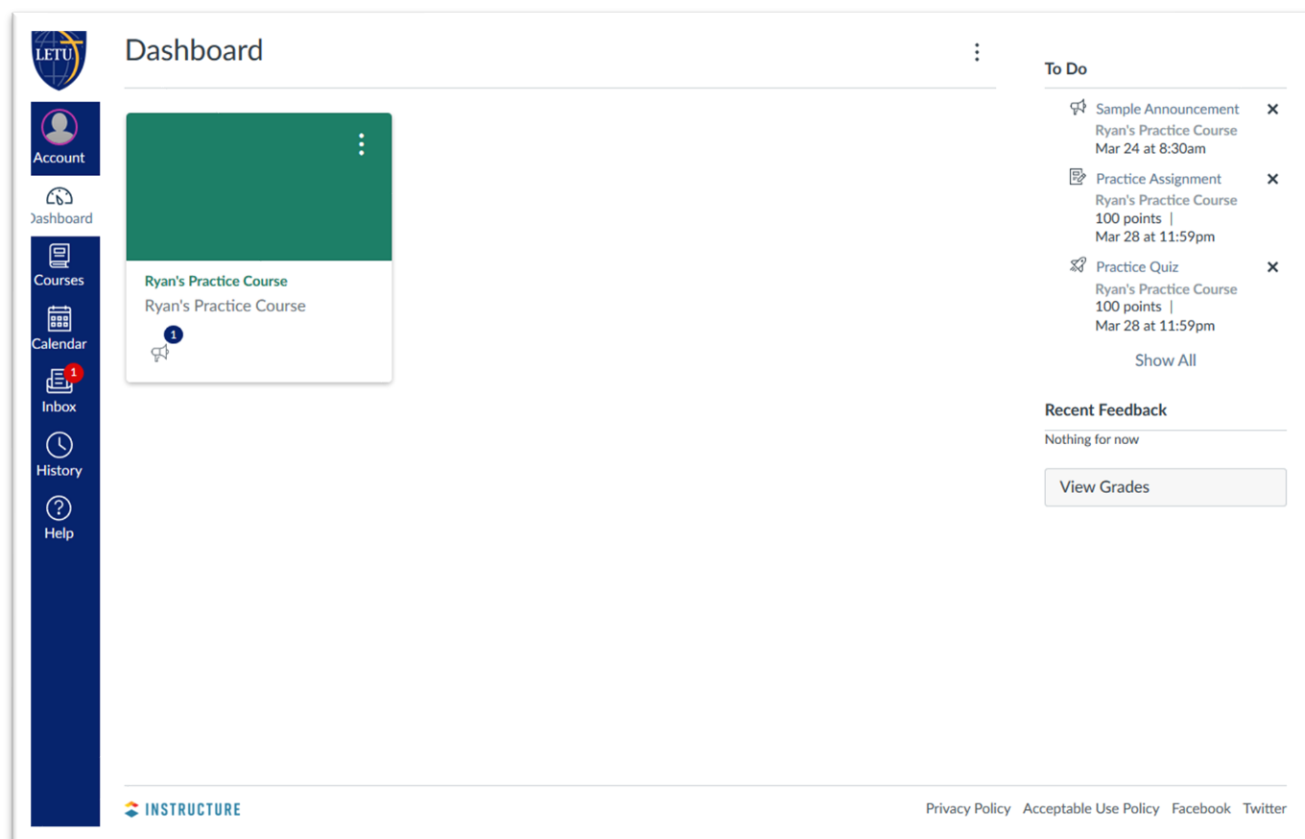 LETU
Account
Dashboard
Courses
Calendar
1
Inbox
History
Help
Dashboard
Ryan's Practice Course
Ryan's Practice Course
1
To Do
Sample Announcement
Ryan's Practice Course
Mar 24 at 8:30am
Practice Assignment
Ryan's Practice Course
100 points |
Mar 28 at 11:59pm
Practice Quiz
Ryan's Practice Course
100 points |
Mar 28 at 11:59pm
Show All
Recent Feedback
Nothing for now
View Grades
INSTRUCTURE
Privacy Policy Acceptable Use Policy Facebook Twitter